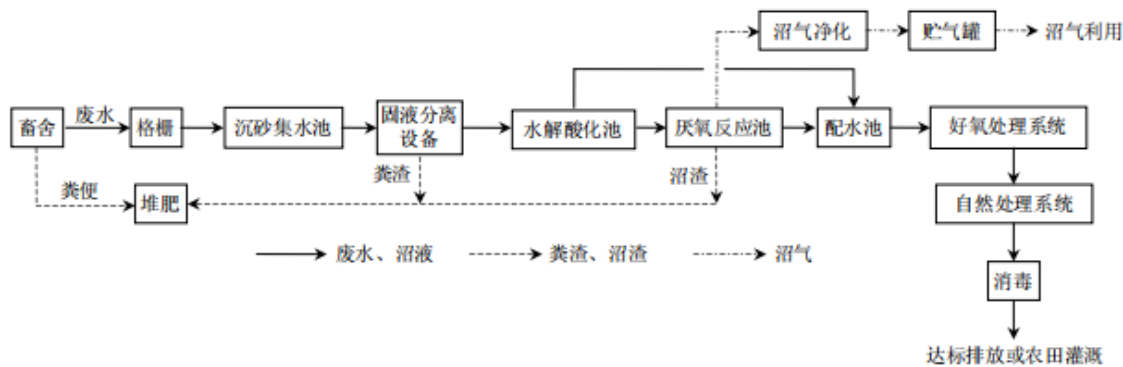 沼气净化
贮气罐
沼气利用
畜舍
废水
格栅
沉砂集水池
固液分离
设备
水解酸化池
厌氧反应池
配水池
好氧处理系统
粪渣
沼渣
粪便
堆肥
自然处理系统
废水、沼液
粪渣、沼渣
沼气
消毒
达标排放或农田灌溉